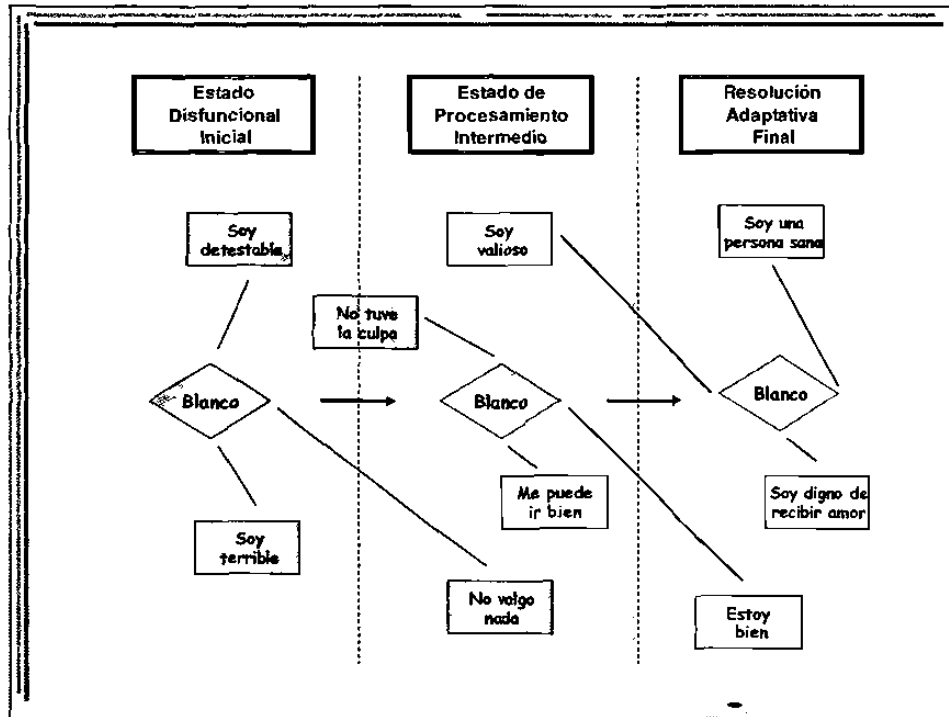 Estado
Disfuncional
Inicial
Estado de
Procesamiento
Intermedio
Resolución
Adaptativa
Final
Soy
detestable
Soy
valioso
Soy una
persona sana
No tuve
la culpa
Blanco
Blanco
Blanco
Me puede
ir bien
Soy digno de
recibir amor
Soy
terrible
No valgo
nada
Estoy
bien